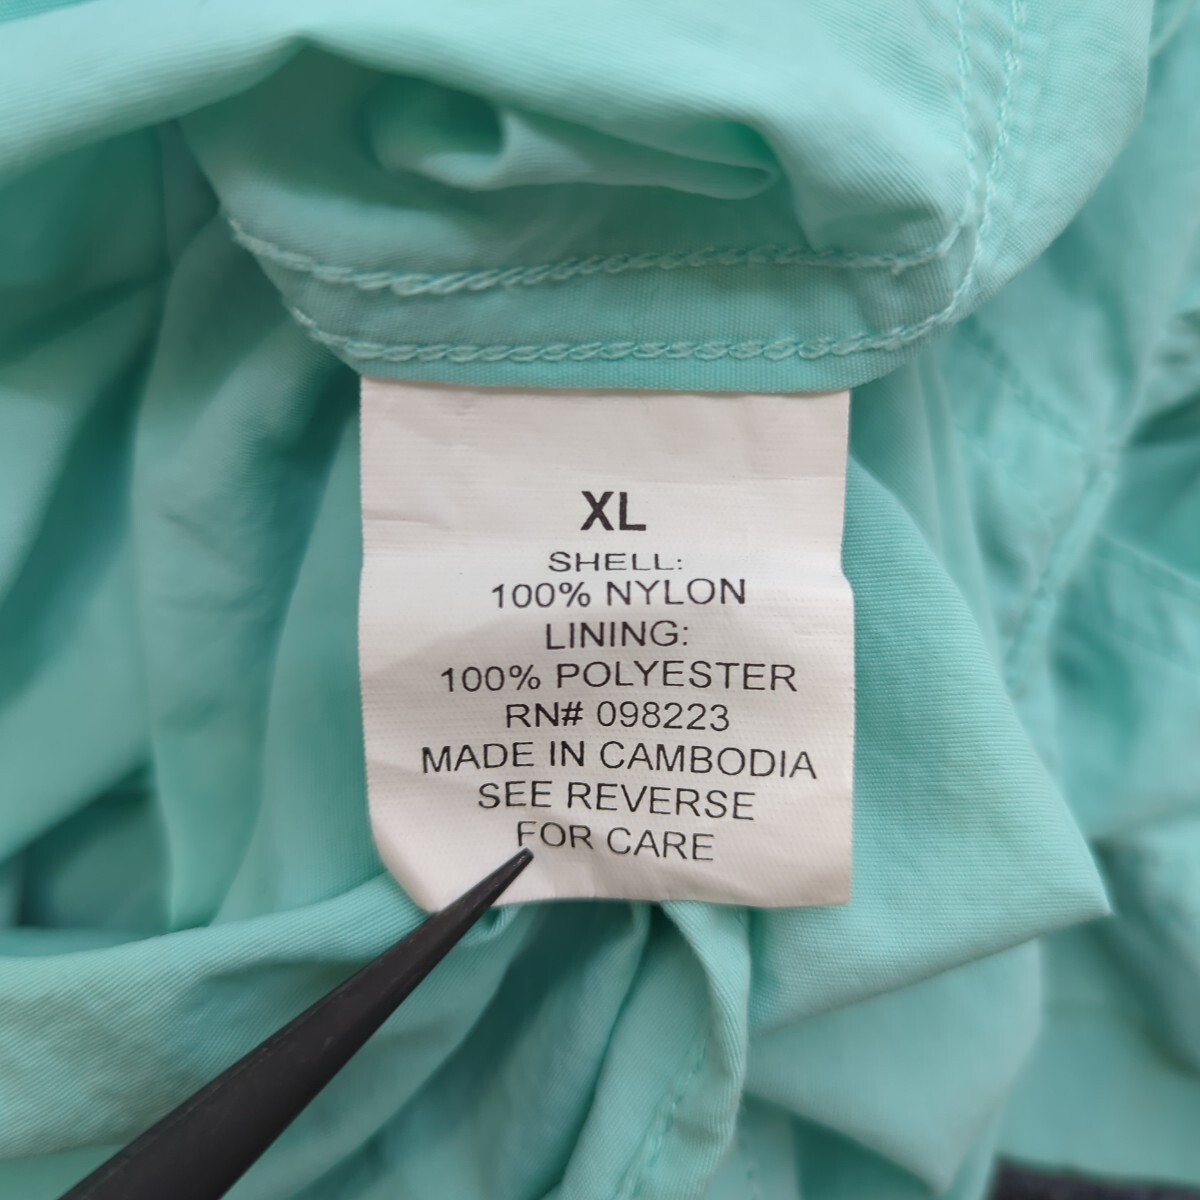 XL
SHELL:
100% NYLON
LINING:
100% POLYESTER
RN# 098223
MADE IN CAMBODIA
SEE REVERSE
FOR CARE